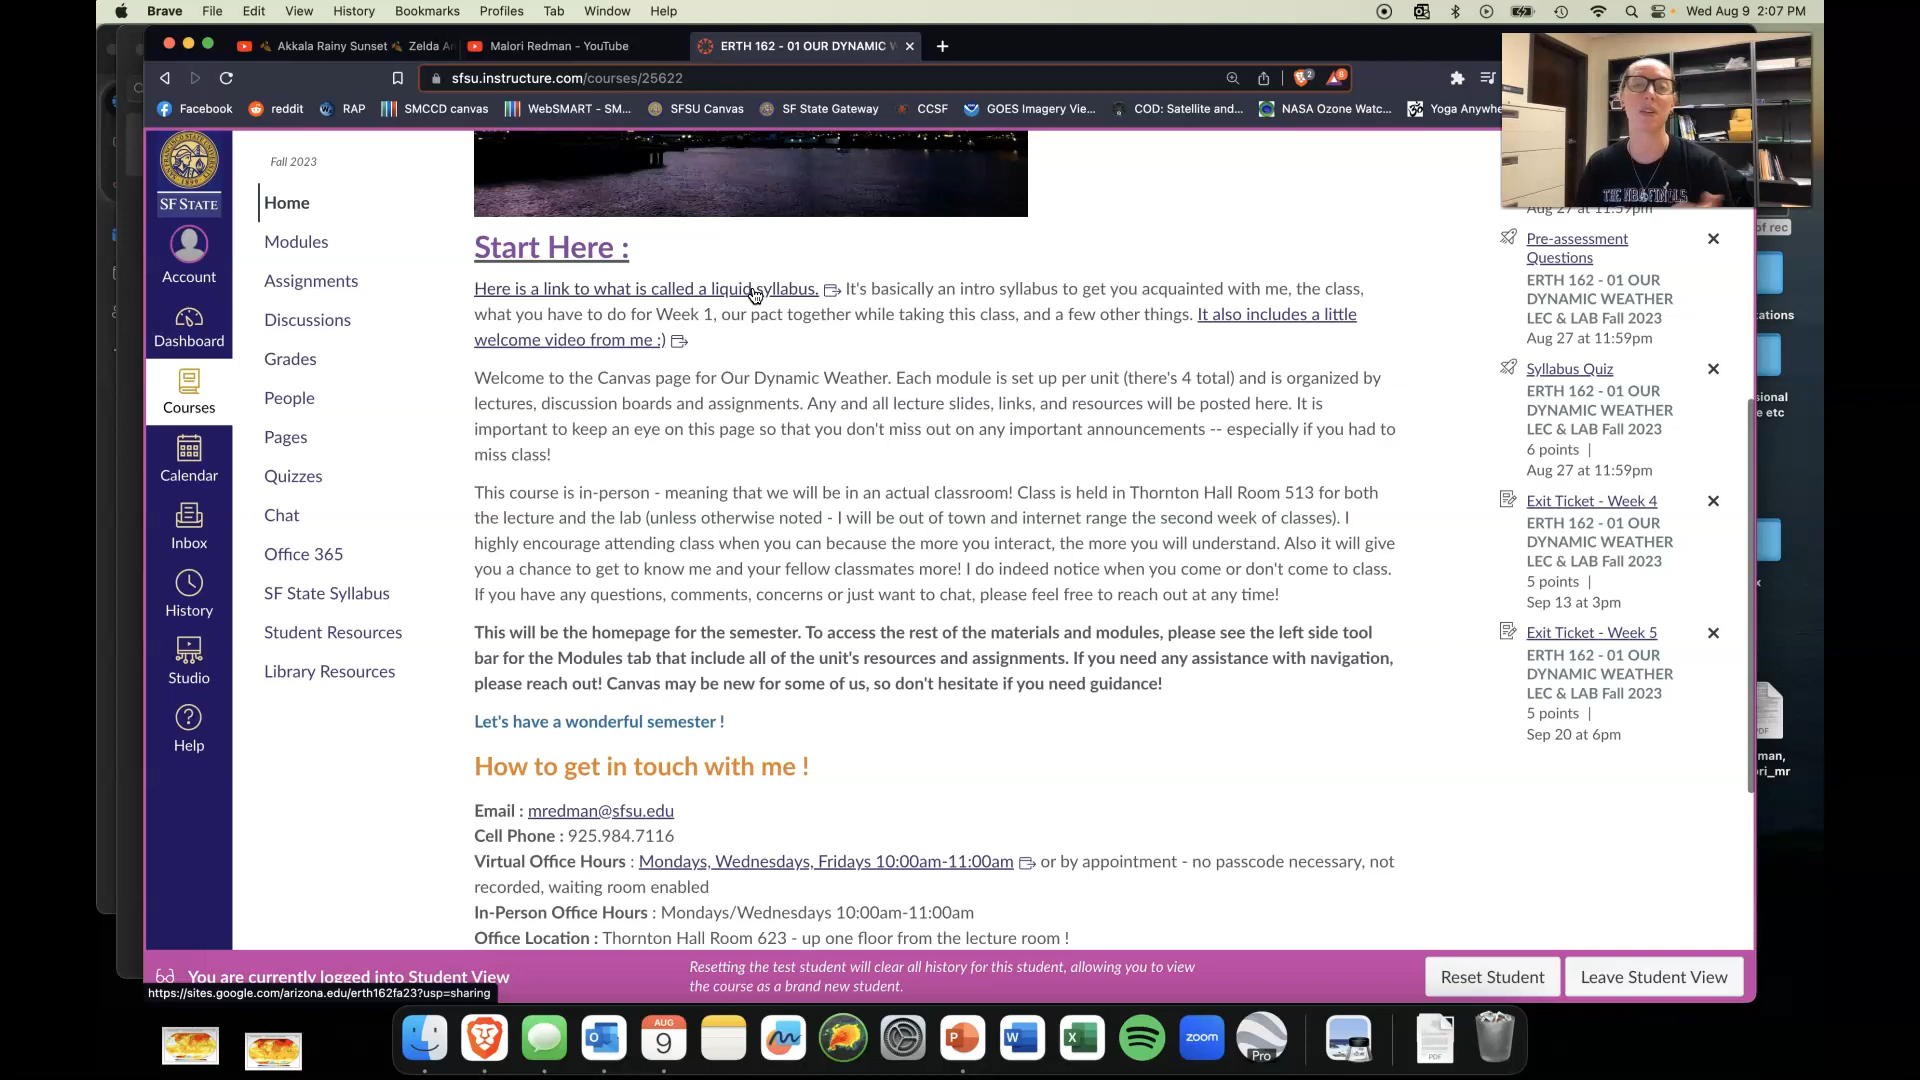 Brave File Edit View History Bookmarks Profiles Tab Window Help
Wed Aug 9 2:07 PM
Akkala Rainy Sunset
Zelda A
Malori Redman - YouTube
ERTH 162 - 01 OUR DYNAMIC
sfsu.instructure.com/courses/25622
2
8
Facebook
reddit
RAP
SMCCD canvas
WebSMART - SM...
SFSU Canvas
SF State Gateway
CCSF
GOES Imagery Vie...
COD: Satellite and...
NASA Ozone Watc...
Yoga Anywhe
THE NBA FINALS
SF STATE
Account
Dashboard
Courses
Calendar
Inbox
History
Studio
Help
Fall 2023
Home
Modules
Assignments
Discussions
Grades
People
Pages
Quizzes
Chat
Office 365
SF State Syllabus
Student Resources
Library Resources
Start Here :
Here is a link to what is called a liquid syllabus. It's basically an intro syllabus to get you acquainted with me, the class,
what you have to do for Week 1, our pact together while taking this class, and a few other things. It also includes a little
welcome video from me :)
Welcome to the Canvas page for Our Dynamic Weather. Each module is set up per unit (there's 4 total) and is organized by
lectures, discussion boards and assignments. Any and all lecture slides, links, and resources will be posted here. It is
important to keep an eye on this page so that you don't miss out on any important announcements -- especially if you had to
miss class!
This course is in-person - meaning that we will be in an actual classroom! Class is held in Thornton Hall Room 513 for both
the lecture and the lab (unless otherwise noted - I will be out of town and internet range the second week of classes). I
highly encourage attending class when you can because the more you interact, the more you will understand. Also it will give
you a chance to get to know me and your fellow classmates more! I do indeed notice when you come or don't come to class.
If you have any questions, comments, concerns or just want to chat, please feel free to reach out at any time!
This will be the homepage for the semester. To access the rest of the materials and modules, please see the left side tool
bar for the Modules tab that include all of the unit's resources and assignments. If you need any assistance with navigation,
please reach out! Canvas may be new for some of us, so don't hesitate if you need guidance!
Let's have a wonderful semester !
How to get in touch with me !
Email : mredman@sfsu.edu
Cell Phone : 925.984.7116
Virtual Office Hours : Mondays, Wednesdays, Fridays 10:00am-11:00am or by appointment - no passcode necessary, not
recorded, waiting room enabled
In-Person Office Hours : Mondays/Wednesdays 10:00am-11:00am
Office Location : Thornton Hall Room 623 - up one floor from the lecture room !
Aug 27 at 11:59pm
Pre-assessment
Questions
ERTH 162 - 01 OUR
DYNAMIC WEATHER
LEC & LAB Fall 2023
Aug 27 at 11:59pm
Syllabus Quiz
ERTH 162 - 01 OUR
DYNAMIC WEATHER
LEC & LAB Fall 2023
6 points |
Aug 27 at 11:59pm
Exit Ticket - Week 4
ERTH 162 - 01 OUR
DYNAMIC WEATHER
LEC & LAB Fall 2023
5 points |
Sep 13 at 3pm
Exit Ticket - Week 5
ERTH 162 - 01 OUR
DYNAMIC WEATHER
LEC & LAB Fall 2023
5 points |
Sep 20 at 6pm
of rec
tations
sional
e etc
x
PDF
man,
ori_mr
You are currently logged into Student View
Resetting the test student will clear all history for this student, allowing you to view
the course as a brand new student.
Reset Student
Leave Student View
https://sites.google.com/arizona.edu/erth162fa23?usp=sharing
AUG
9
zoom
Pro
PDF